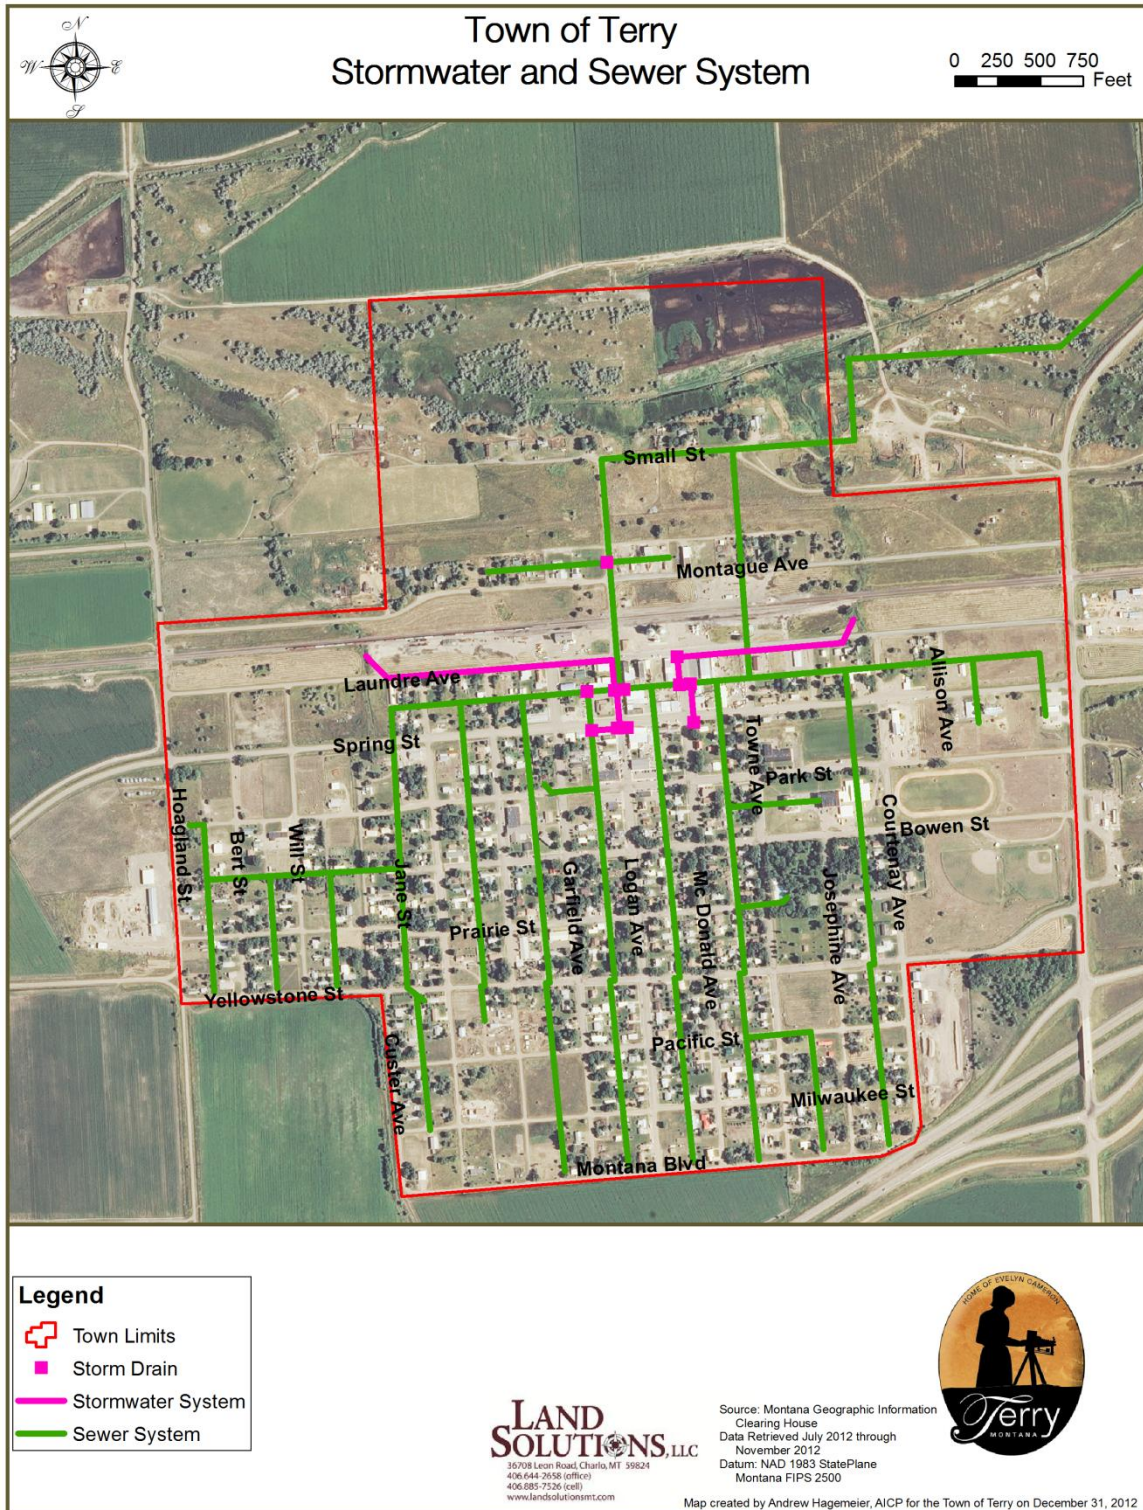 N
W E
S
Town of Terry
Stormwater and Sewer System
0 250 500 750
Feet
Small St
Montague Ave
Laundre Ave
Allison Ave
Spring St
Towne Ave
Park St
Hoagland St.
Bert St
Will St
Jane St
Courtenay Ave
Bowen St
Garfield Ave
Logan Ave
Mc Donald Ave
Josephine Ave
Prairie St
Yellowstone St
Custer Ave
Pacific St
Milwaukee St
Montana Blvd
Legend
Town Limits
Storm Drain
Stormwater System
Sewer System
LAND
SOLUTIONS, LLC
36708 Leon Road, Charlo, MT 59824
406.644-2658 (office)
406.885-7526 (cell)
www.landsolutionsmt.com
Source: Montana Geographic Information
Clearing House
Data Retrieved July 2012 through
November 2012
Datum: NAD 1983 StatePlane
Montana FIPS 2500
HOME OF EVELYN CAMERON
Terry
MONTANA
Map created by Andrew Hagemeier, AICP for the Town of Terry on December 31, 2012